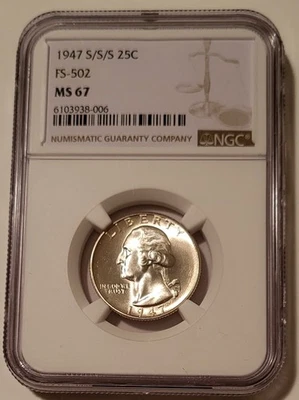 1947 S/S/S 25C
FS-502
MS 67
6103938-006
NUMISMATIC GUARANTY COMPANY
NGC
LIBERTY
IN GOD WE
TRUST
1947